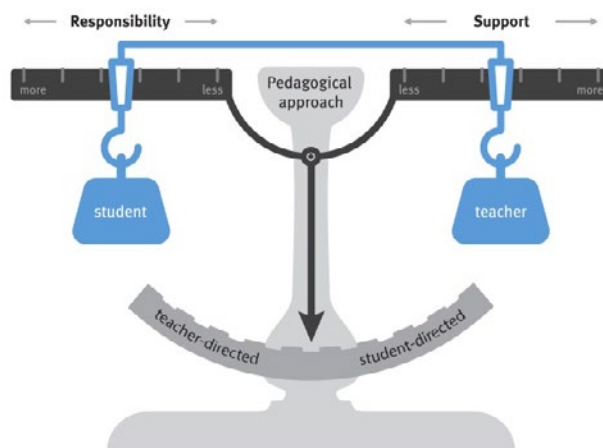 Responsibility
Support
more
less
less
more
Pedagogical
approach
student
teacher
teacher-directed
student-directed